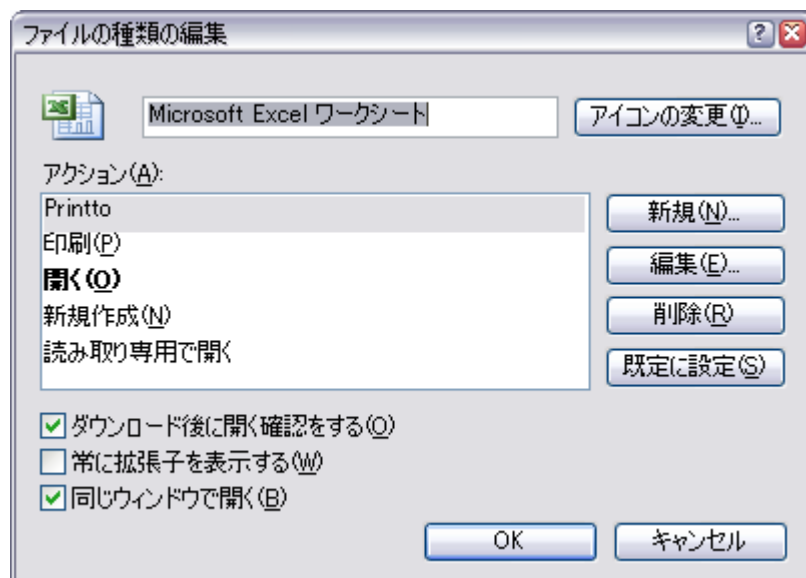 ファイルの種類の編集
Microsoft Excel ワークシート
アイコンの変更(I)...
アクション(A):
Printto
印刷(P)
開く(O)
新規作成(N)
読み取り専用で開く
新規(N)...
編集(E)...
削除(R)
既定に設定(S)
ダウンロード後に開く確認をする(O)
常に拡張子を表示する(W)
同じウィンドウで開く(B)
OK
キャンセル